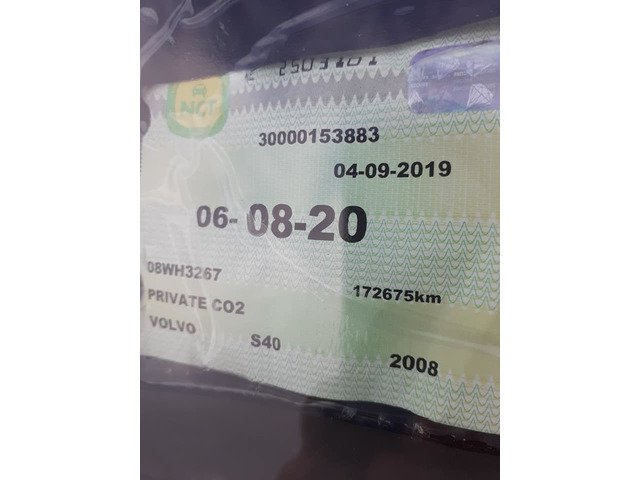 NCT
30000153883
04-09-2019
06-08-20
08WH3267
172675km
PRIVATE CO2
VOLVO S40 2008